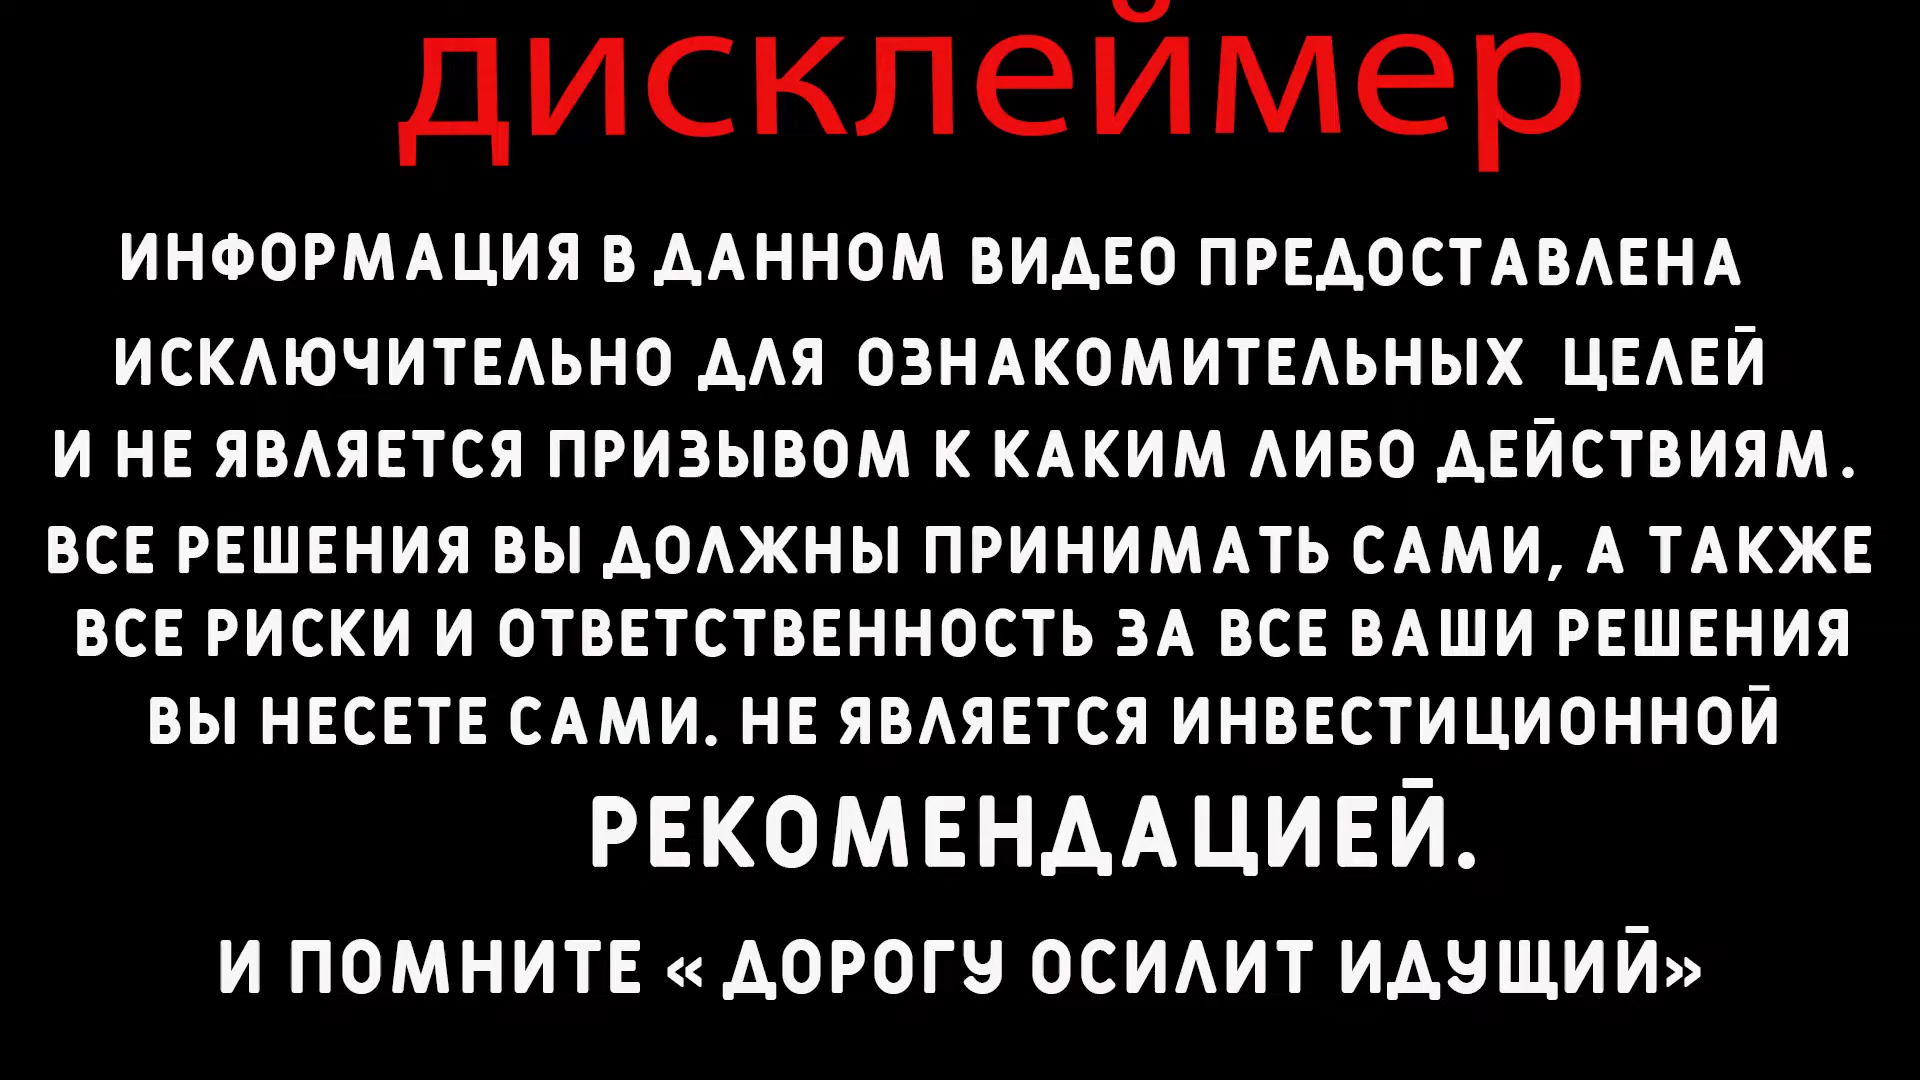 дисклеймер
ИНФОРМАЦИЯ В ДАННОМ ВИДЕО ПРЕДОСТАВЛЕНА
ИСКЛЮЧИТЕЛЬНО ДЛЯ ОЗНАКОМИТЕЛЬНЫХ ЦЕЛЕЙ
И НЕ ЯВЛЯЕТСЯ ПРИЗЫВОМ К КАКИМ ЛИБО ДЕЙСТВИЯМ.
ВСЕ РЕШЕНИЯ ВЫ ДОЛЖНЫ ПРИНИМАТЬ САМИ, А ТАКЖЕ
ВСЕ РИСКИ И ОТВЕТСТВЕННОСТЬ ЗА ВСЕ ВАШИ РЕШЕНИЯ
ВЫ НЕСЕТЕ САМИ. НЕ ЯВЛЯЕТСЯ ИНВЕСТИЦИОННОЙ
РЕКОМЕНДАЦИЕЙ.
И ПОМНИТЕ « ДОРОГУ ОСИЛИТ ИДУЩИЙ»